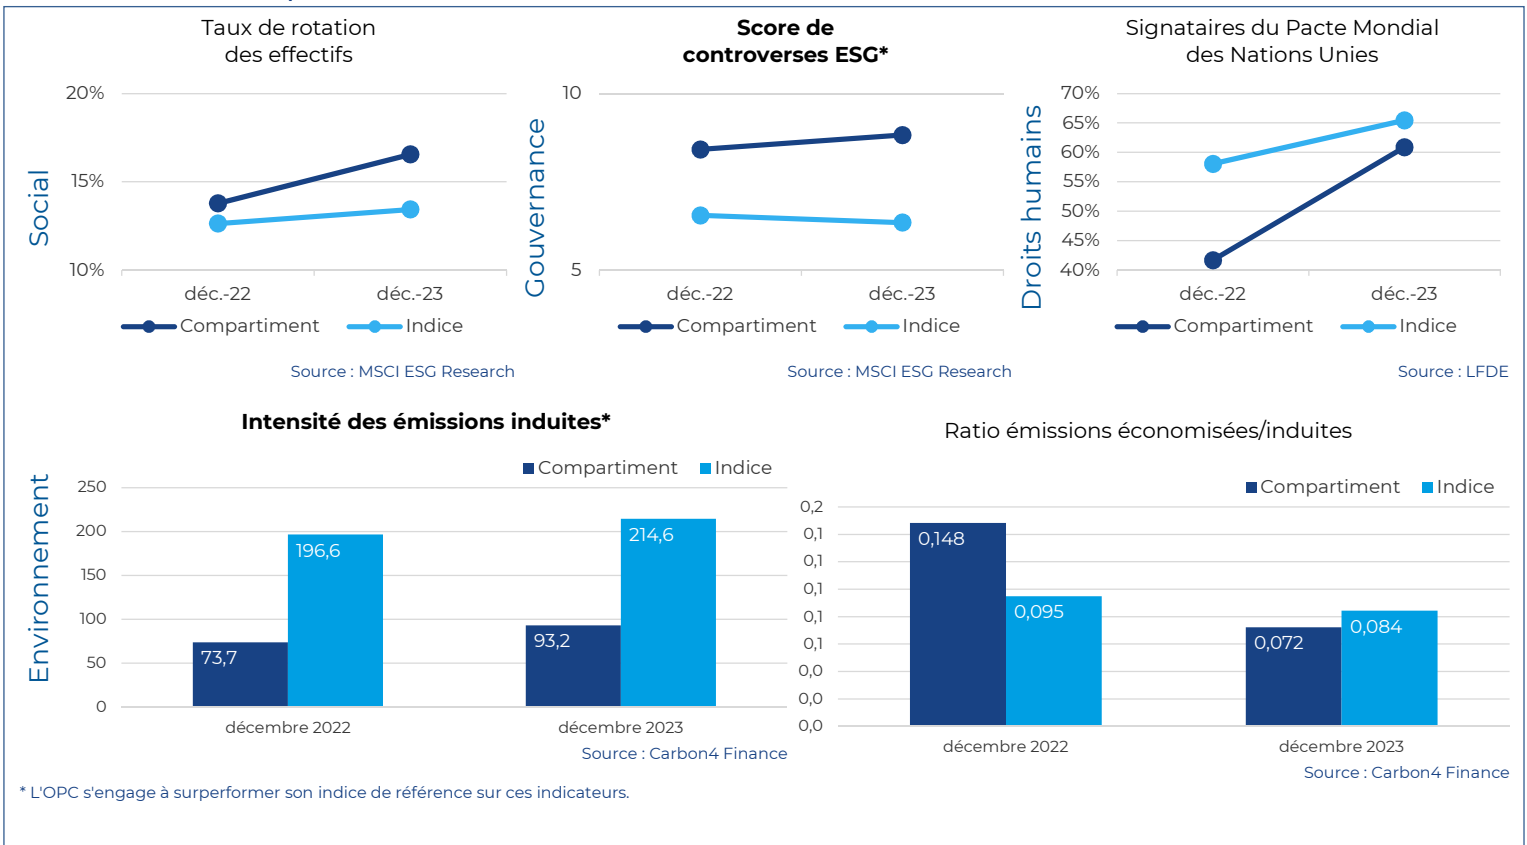 Taux de rotation
des effectifs
Social
20%
15%
10%
déc.-22
déc.-23
Compartiment
Indice
Source : MSCI ESG Research
Score de
controverses ESG*
Gouvernance
10
5
déc.-22
déc.-23
Compartiment
Indice
Source : MSCI ESG Research
Signataires du Pacte Mondial
des Nations Unies
Droits humains
70%
65%
60%
55%
50%
45%
40%
déc.-22
déc.-23
Compartiment
Indice
Source : LFDE
Intensité des émissions induites*
Environnement
Compartiment
Indice
250
200
150
100
50
0
73,7
196,6
93,2
214,6
décembre 2022
décembre 2023
Source : Carbon4 Finance
Ratio émissions économisées/induites
Compartiment
Indice
0,2
0,1
0,1
0,1
0,1
0,1
0,0
0,0
0,0
0,148
0,095
0,072
0,084
décembre 2022
décembre 2023
Source : Carbon4 Finance
* L'OPC s'engage à surperformer son indice de référence sur ces indicateurs.